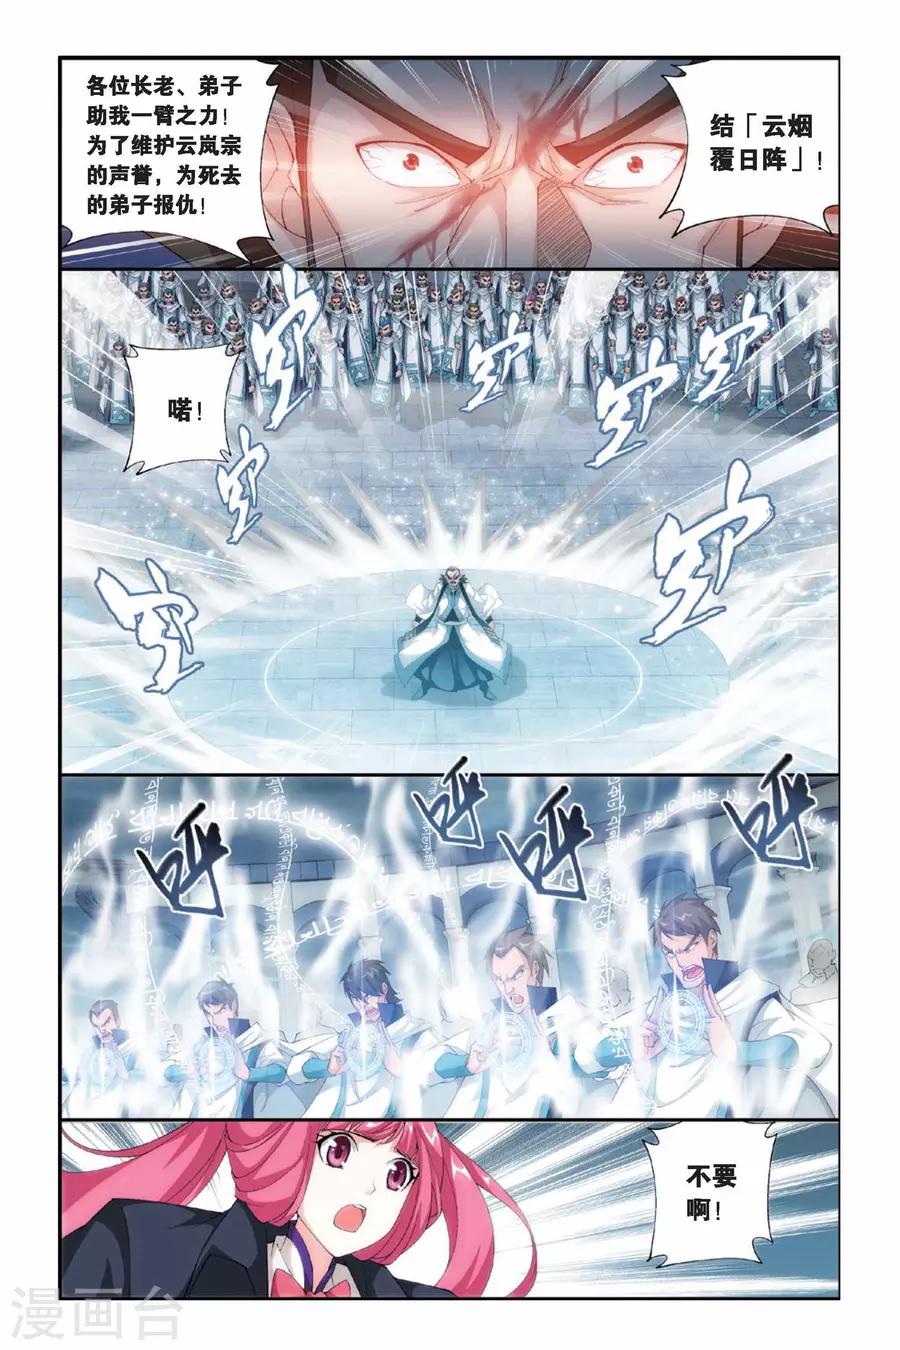 各位长老、弟子
助我一臂之力！
为了维护云岚宗
的声誉，为死去
的弟子报仇！
结「云烟
覆日阵」！
喏！
空
空
空
空
空
空
空
呼
呼
呼
呼
不要
啊！
漫画台